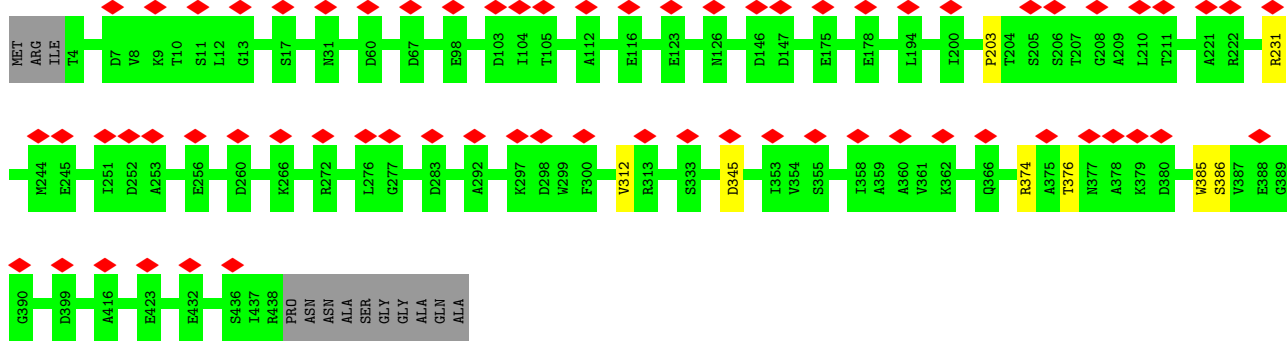 MET ARG ILE T4 D7 V8 K9 T10 S11 L12 G13 S17 N31 D60 D67 E98 D103 I104 T105 A112 E116 E123 N126 D146 D147 E175 E178 L194 I200 P203 T204 S205 S206 T207 G208 A209 L210 T211 A221 R222 R231
W244 E245 I251 D252 A253 E256 D260 K266 R272 L276 G277 D283 A292 K297 D298 W299 F300 V312 R313 S333 D345 I353 V354 S355 I358 A359 A360 V361 K362 Q366 R374 A375 T376 N377 A378 K379 D380 W385 S386 V387 E388 G389
G390 D399 A416 E423 E432 S436 I437 R438 PRO ASN ASN ALA SER GLY GLY ALA GLN ALA